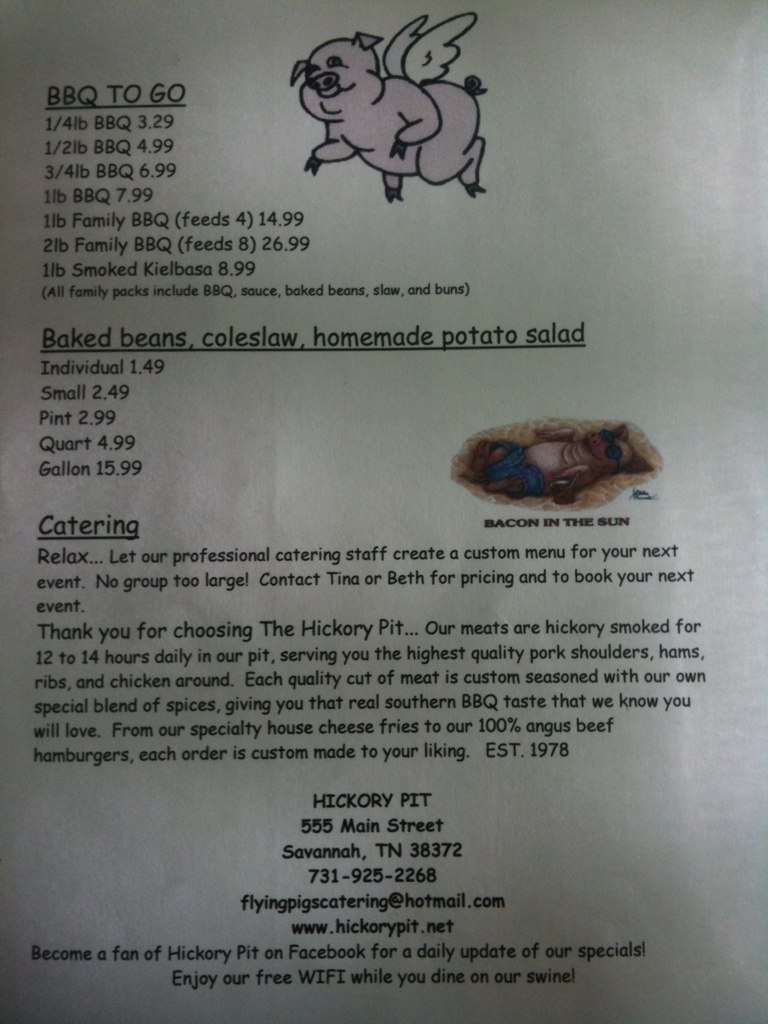 BBQ TO GO
1/4lb BBQ 3.29
1/2lb BBQ 4.99
3/4lb BBQ 6.99
1lb BBQ 7.99
1lb Family BBQ (feeds 4) 14.99
2lb Family BBQ (feeds 8) 26.99
1lb Smoked Kielbasa 8.99
(All family packs include BBQ, sauce, baked beans, slaw, and buns)
Baked beans, coleslaw, homemade potato salad
Individual 1.49
Small 2.49
Pint 2.99
Quart 4.99
Gallon 15.99
BACON IN THE SUN
Catering
Relax... Let our professional catering staff create a custom menu for your next
event. No group too large! Contact Tina or Beth for pricing and to book your next
event.
Thank you for choosing The Hickory Pit... Our meats are hickory smoked for
12 to 14 hours daily in our pit, serving you the highest quality pork shoulders, hams,
ribs, and chicken around. Each quality cut of meat is custom seasoned with our own
special blend of spices, giving you that real southern BBQ taste that we know you
will love. From our specialty house cheese fries to our 100% angus beef
hamburgers, each order is custom made to your liking. EST. 1978
HICKORY PIT
555 Main Street
Savannah, TN 38372
731-925-2268
flyingpigscatering@hotmail.com
www.hickorypit.net
Become a fan of Hickory Pit on Facebook for a daily update of our specials!
Enjoy our free WIFI while you dine on our swine!